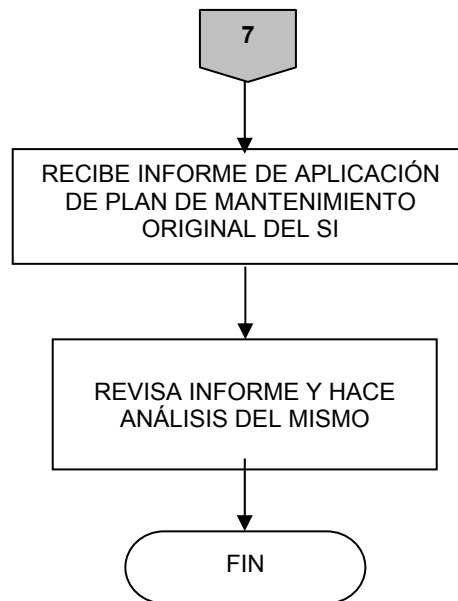 7
RECIBE INFORME DE APLICACIÓN
DE PLAN DE MANTENIMIENTO
ORIGINAL DEL SI
REVISA INFORME Y HACE
ANÁLISIS DEL MISMO
FIN